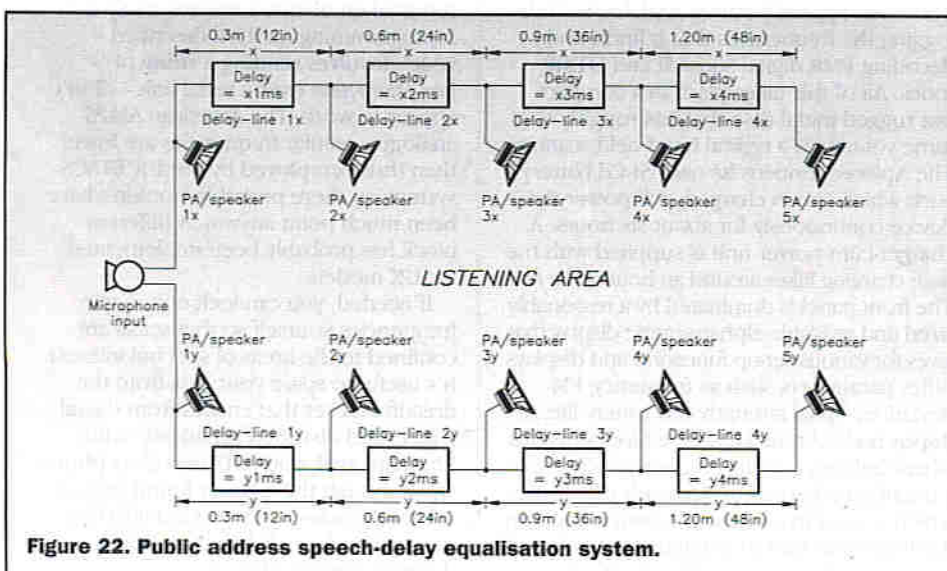 0.3m (12in) 0.6m (24in) 0.9m (36in) 1.20m (48in)
x x x x
Delay = x1ms Delay = x2ms Delay = x3ms Delay = x4ms
Delay-line 1x Delay-line 2x Delay-line 3x Delay-line 4x
PA/speaker 1x PA/speaker 2x PA/speaker 3x PA/speaker 4x PA/speaker 5x
LISTENING AREA
Microphone input
PA/speaker 1y PA/speaker 2y PA/speaker 3y PA/speaker 4y PA/speaker 5y
Delay-line 1y Delay-line 2y Delay-line 3y Delay-line 4y
Delay = y1ms Delay = y2ms Delay = y3ms Delay = y4ms
y y y y
0.3m (12in) 0.6m (24in) 0.9m (36in) 1.20m (48in)
Figure 22. Public address speech-delay equalisation system.